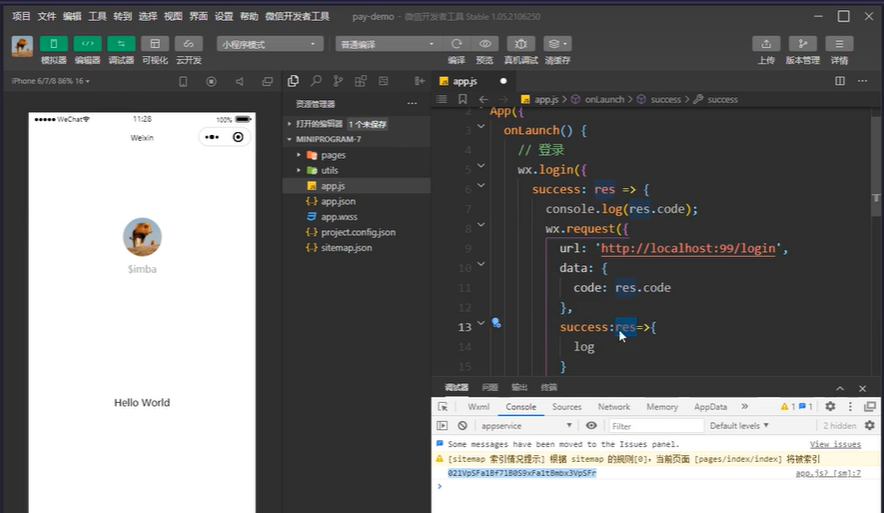 项目 文件 编辑 工具 转到 选择 视图 界面 设置 帮助 微信开发者工具 pay-demo - 微信开发者工具 Stable 1.05.2106250
小程序模式 普通编译
模拟器 编辑器 调试器 可视化 云开发 编译 预览 真机调试 清缓存 上传 版本管理 详情
iPhone 6/7/8 86% 16
WeChat 11:28 100%
Weixin
Simba
Hello World
资源管理器
打开的编辑器 1 个未保存
MINIPROGRAM-7
pages
utils
app.js
app.json
app.wxss
project.config.json
sitemap.json
app.js
app.js > onLaunch > success > success
2 App({
3 onLaunch() {
4 // 登录
5 wx.login({
6 success: res => {
7 console.log(res.code);
8 wx.request({
9 url: 'http://localhost:99/login',
10 data: {
11 code: res.code
12 },
13 success:res=>{
14 log
15 }
调试器 问题 输出 终端
Wxml Console Sources Network Memory AppData » 1 1
appservice Filter Default levels 2 hidden
Some messages have been moved to the Issues panel. View issues
[sitemap 索引情况提示] 根据 sitemap 的规则[0]，当前页面 [pages/index/index] 将被索引
app.js? [sm]:7